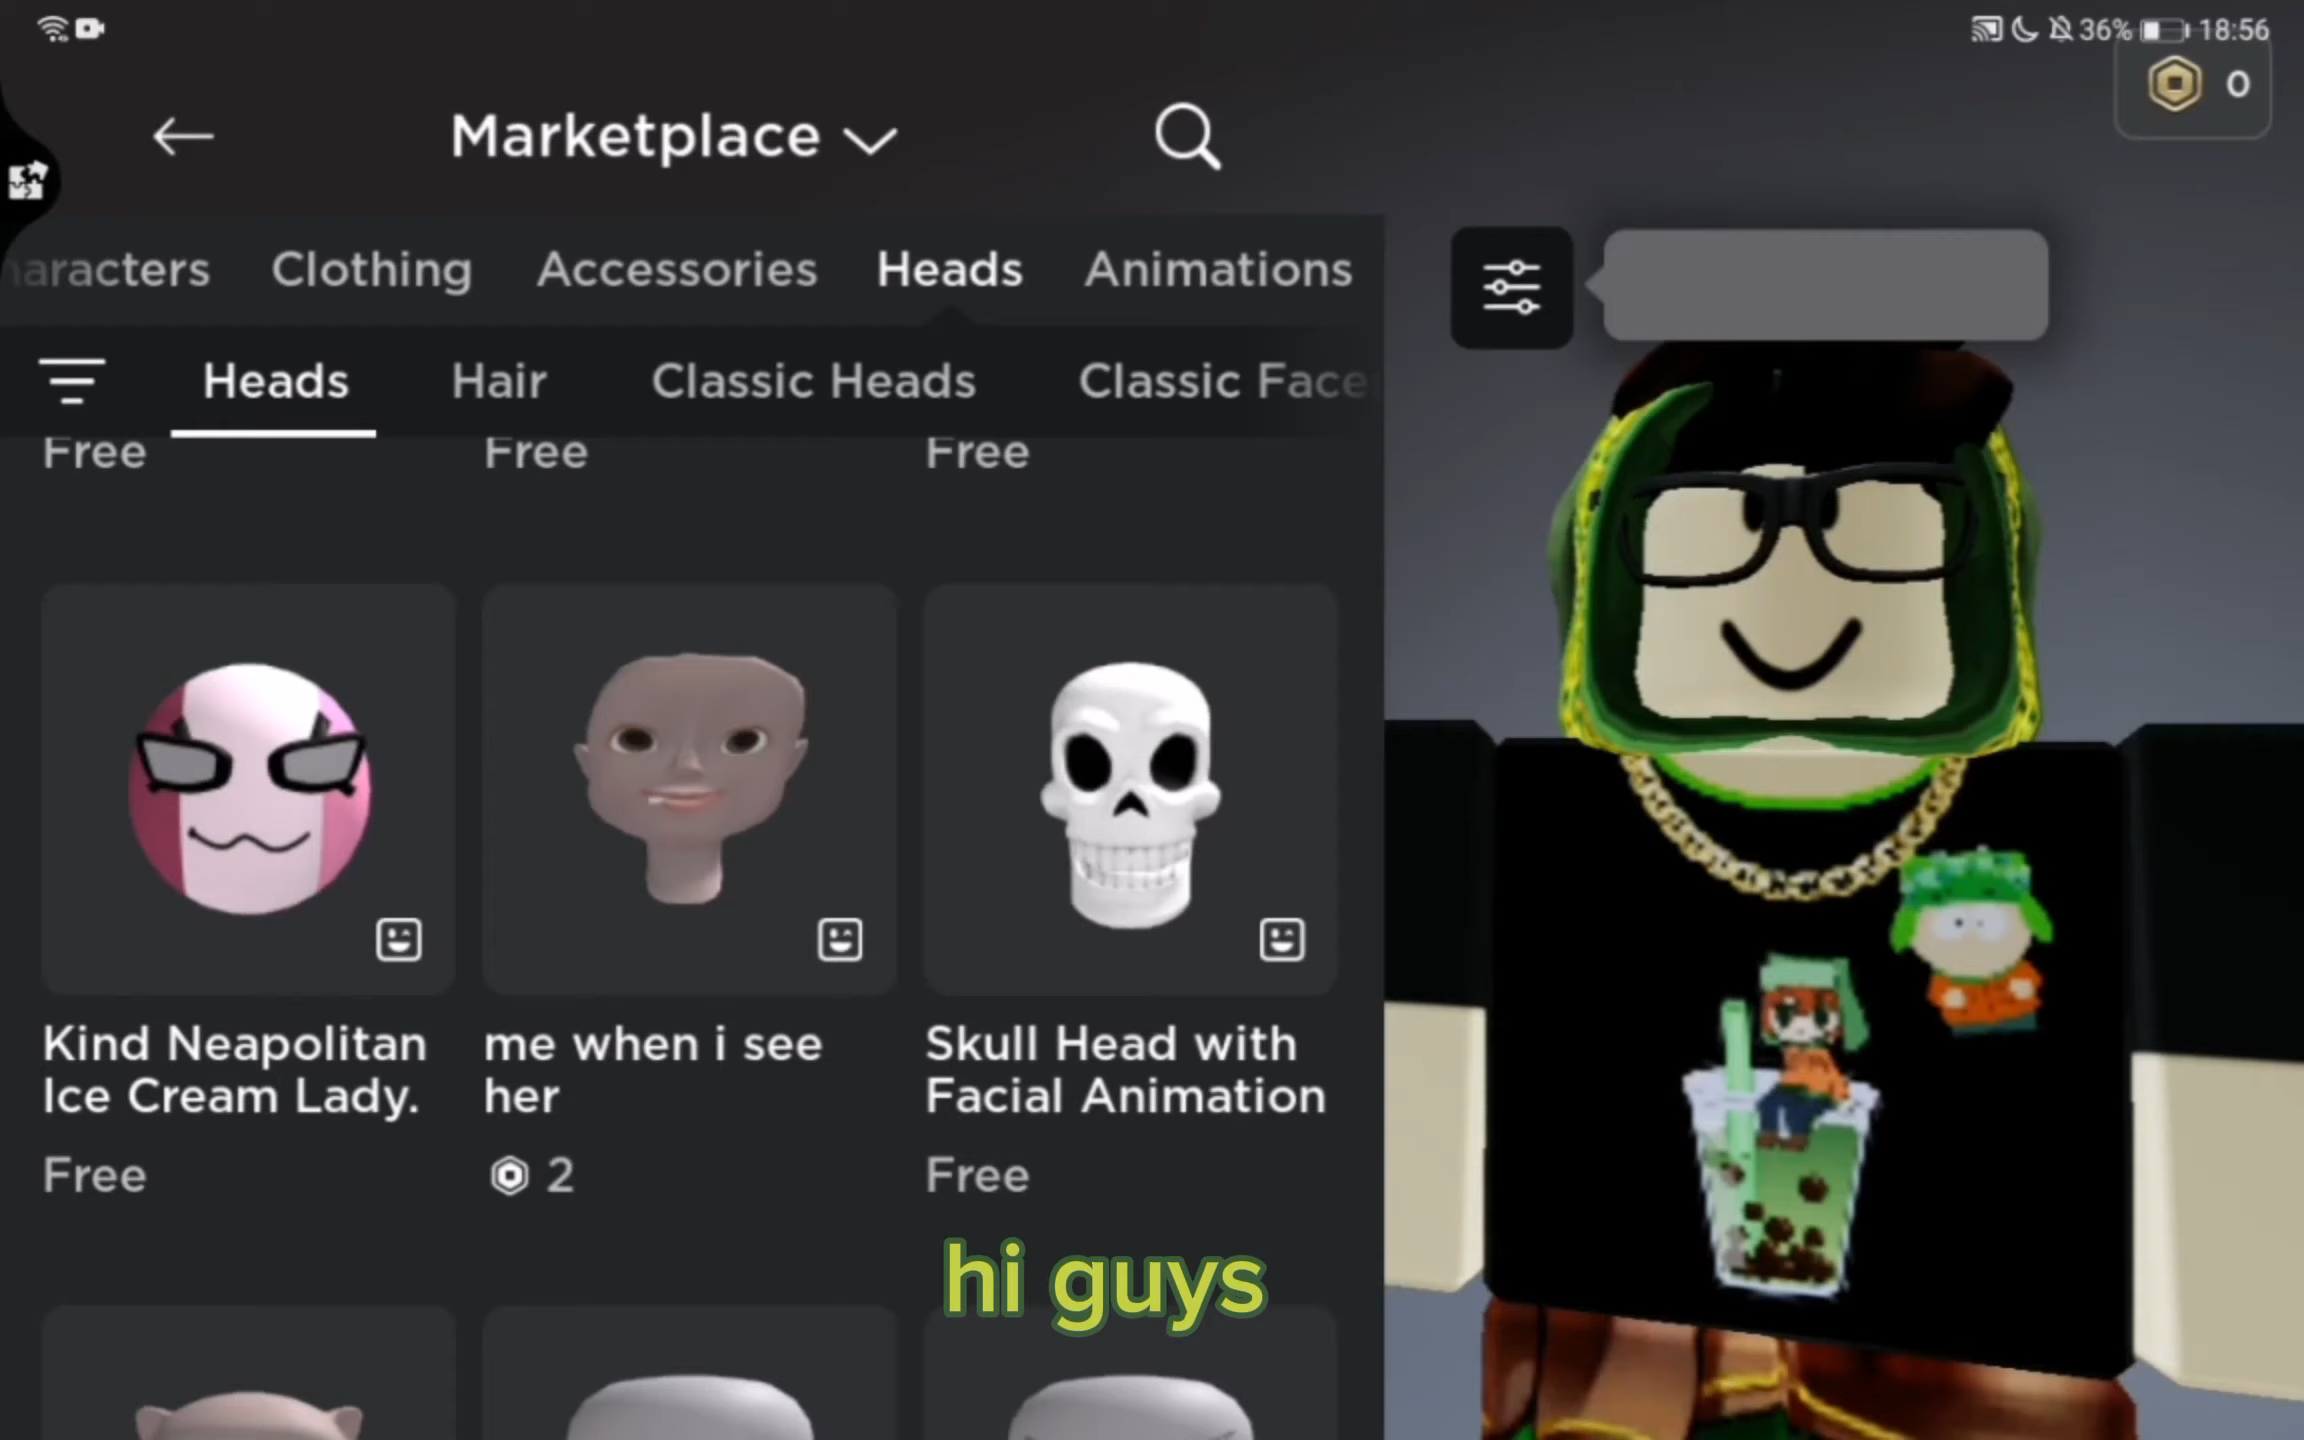 36% 18:56
0
Marketplace
aracters Clothing Accessories Heads Animations
Heads Hair Classic Heads Classic Face
Free Free Free
Kind Neapolitan
Ice Cream Lady.
Free
me when i see
her
2
Skull Head with
Facial Animation
Free
hi guys